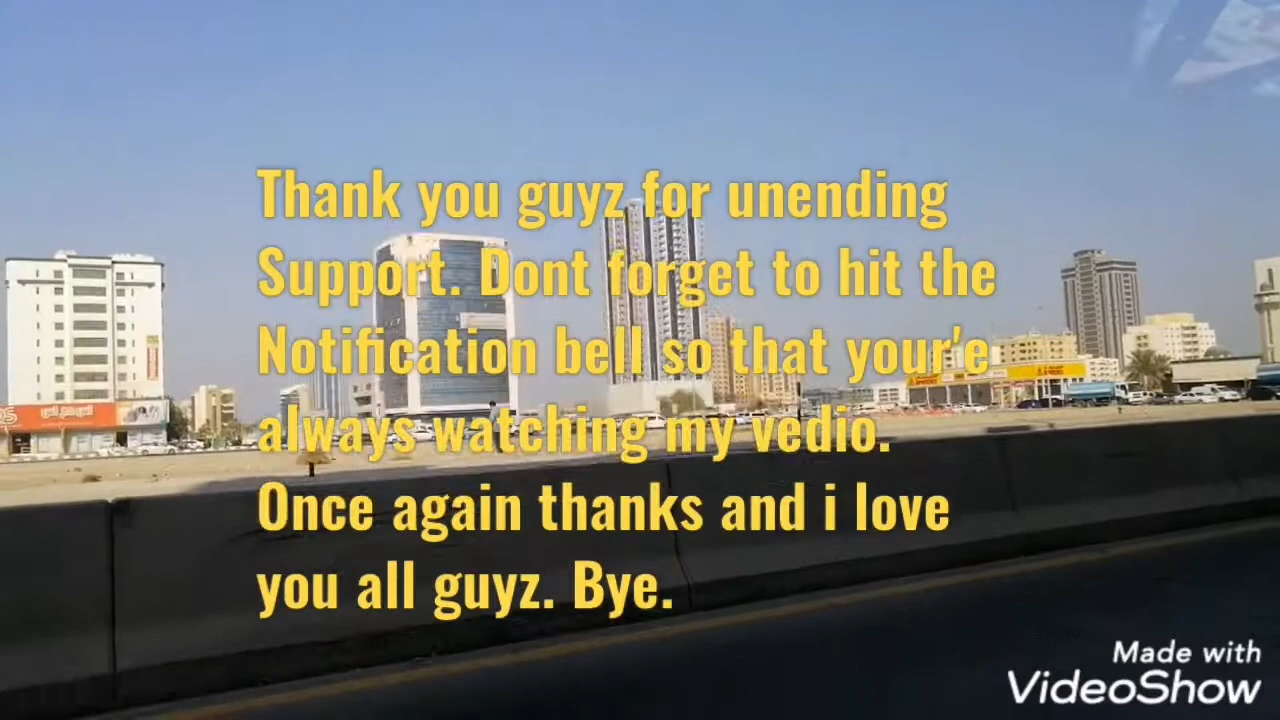 Thank you guyz for unending
Support. Dont forget to hit the
Notification bell so that your'e
always watching my vedio.
Once again thanks and i love
you all guyz. Bye.
Made with
VideoShow